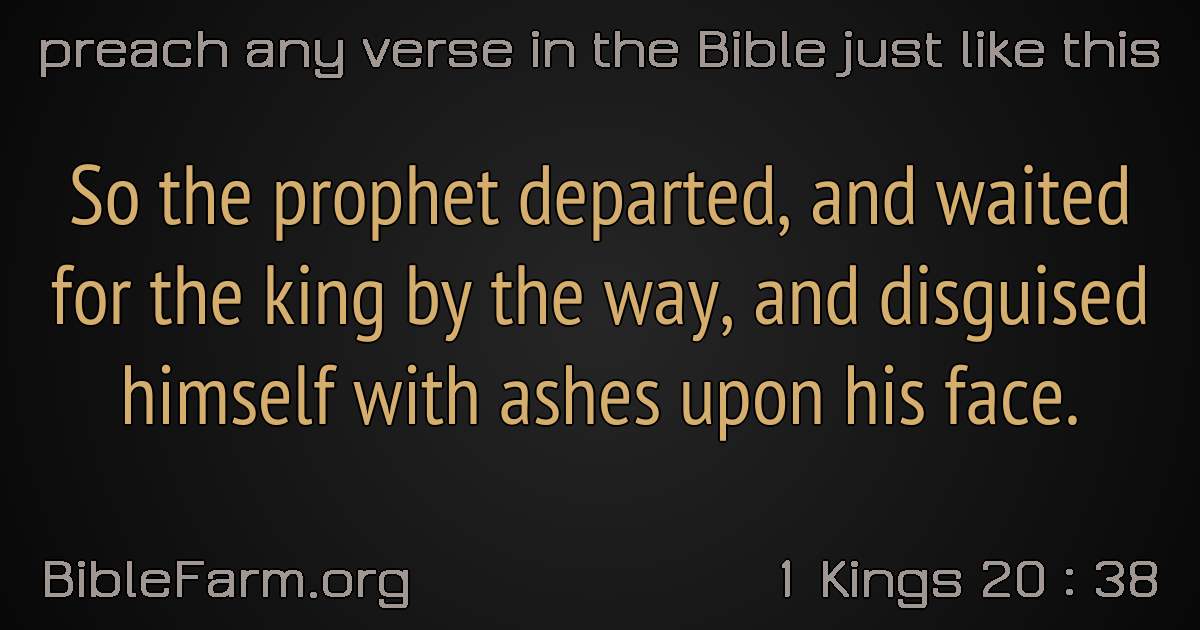 preach any verse in the Bible just like this
So the prophet departed, and waited
for the king by the way, and disguised
himself with ashes upon his face.
BibleFarm.org
1 Kings 20 : 38